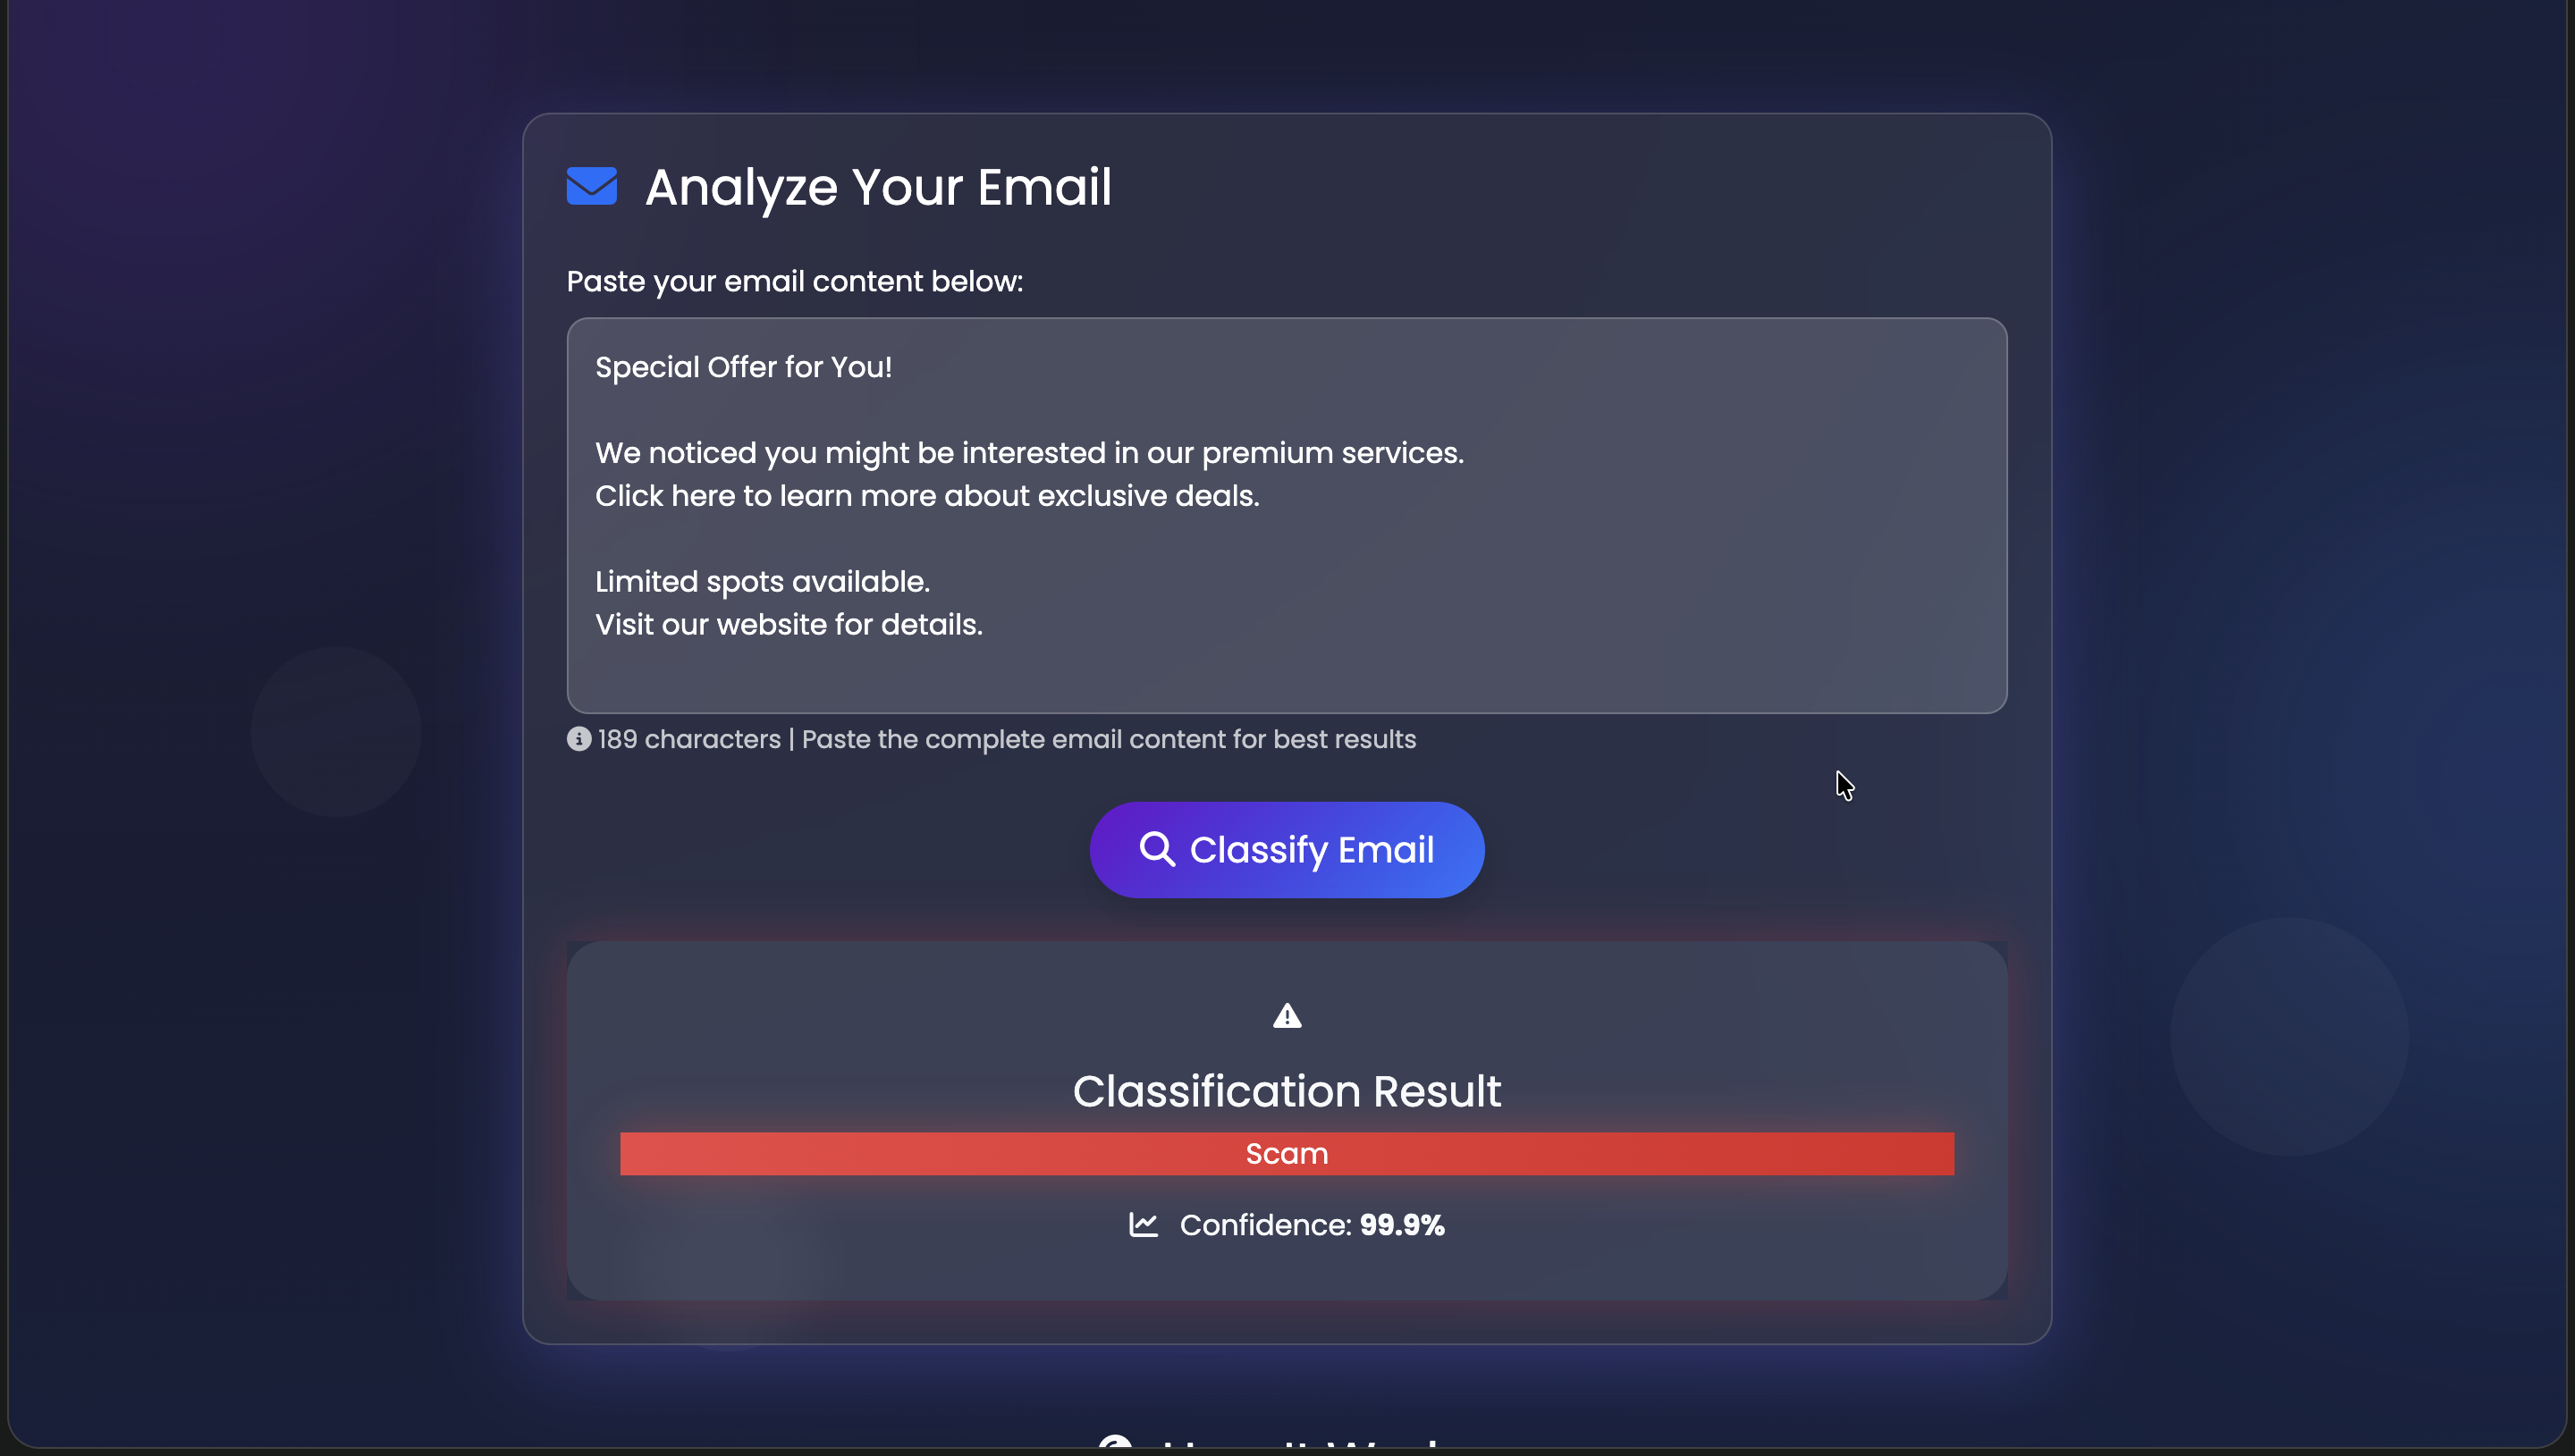 Analyze Your Email
Paste your email content below:
Special Offer for You!
We noticed you might be interested in our premium services.
Click here to learn more about exclusive deals.
Limited spots available.
Visit our website for details.
189 characters | Paste the complete email content for best results
Classify Email
Classification Result
Scam
Confidence: 99.9%